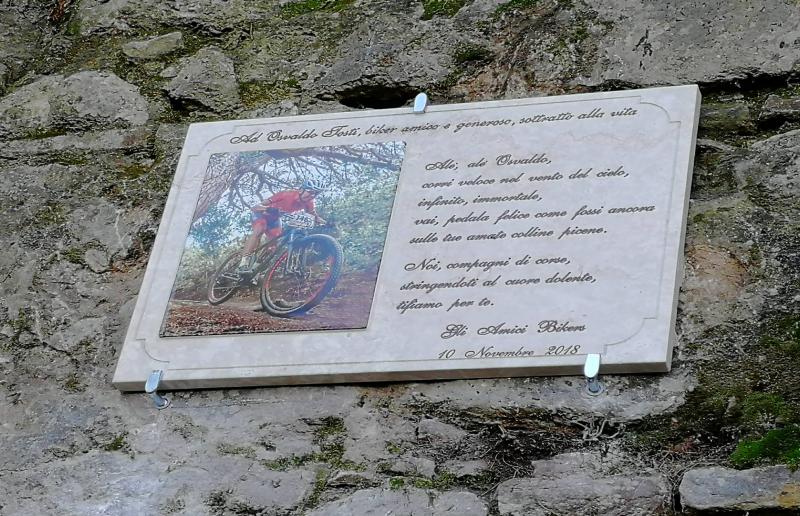 Ad Osvaldo Tosti, biker amico e generoso, sottratto alla vita
Alè, alè Osvaldo,
corri veloce nel vento del cielo,
infinito, immortale,
vai, pedala felice come fossi ancora
sulle tue amate colline picene.
Noi, compagni di corse,
stringendoti al cuore dolente,
tifiamo per te.
Gli Amici Bikers
10 Novembre 2018